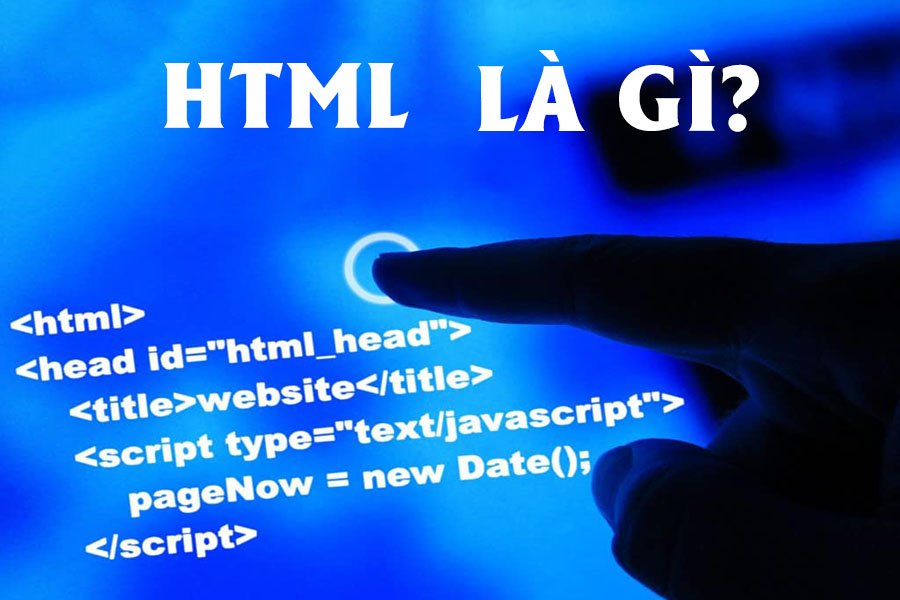 HTML LÀ GÌ?
<html>
<head id="html_head">
<title>website</title>
<script type="text/javascript">
pageNow = new Date();
</script>